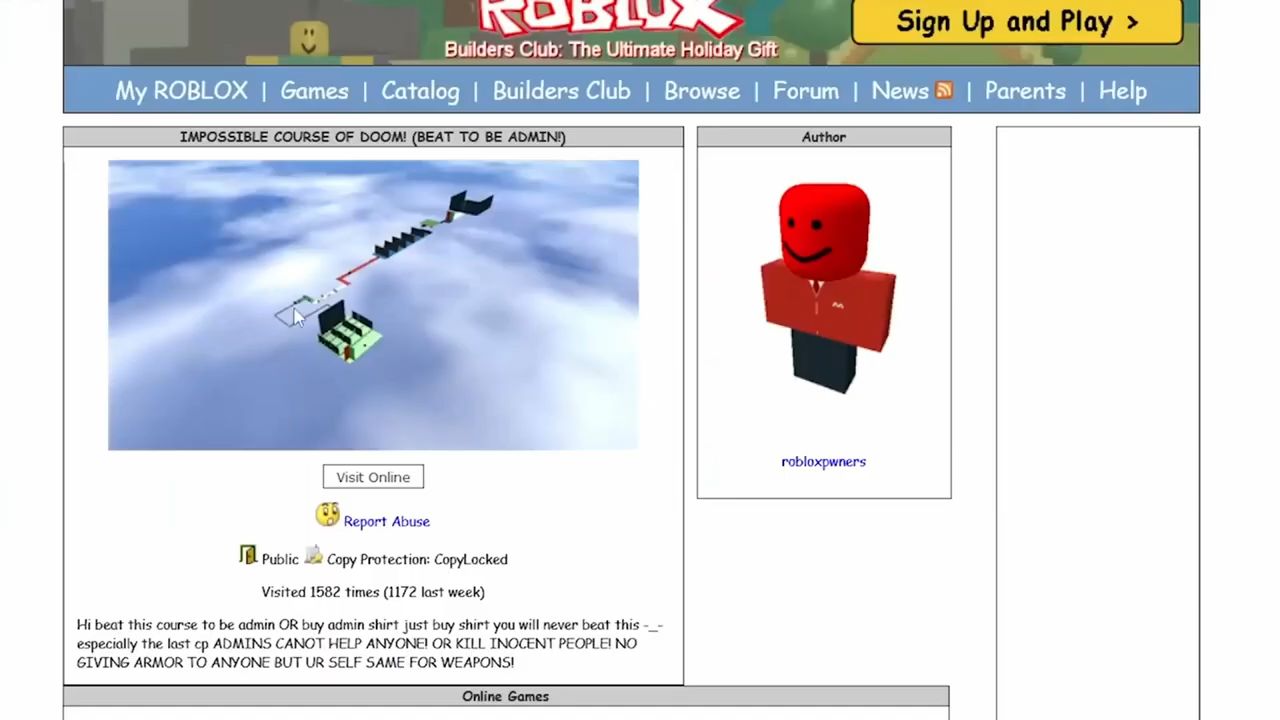 ROBLOX
Builders Club: The Ultimate Holiday Gift
Sign Up and Play >
My ROBLOX | Games | Catalog | Builders Club | Browse | Forum | News | Parents | Help
IMPOSSIBLE COURSE OF DOOM! (BEAT TO BE ADMIN!)
Author
robloxpwners
Visit Online
Report Abuse
Public Copy Protection: CopyLocked
Visited 1582 times (1172 last week)
Hi beat this course to be admin OR buy admin shirt just buy shirt you will never beat this -_-
especially the last cp ADMINS CANOT HELP ANYONE! OR KILL INOCENT PEOPLE! NO
GIVING ARMOR TO ANYONE BUT UR SELF SAME FOR WEAPONS!
Online Games